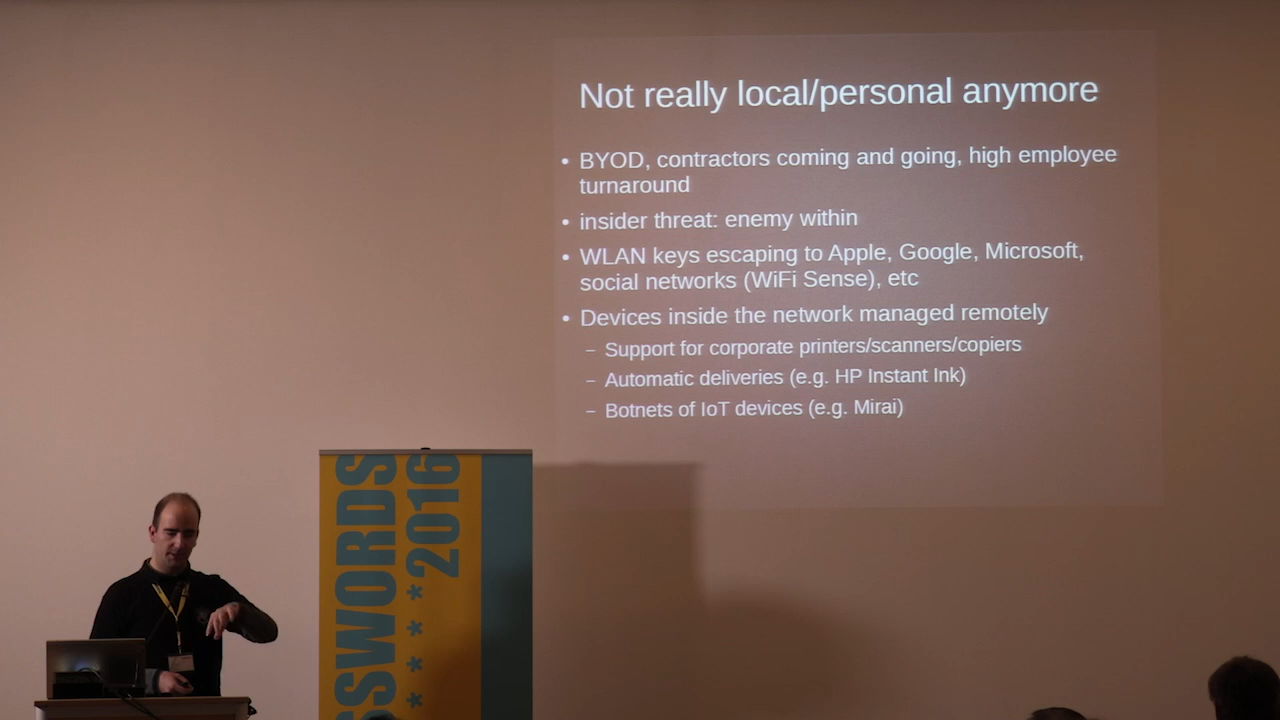 Not really local/personal anymore
• BYOD, contractors coming and going, high employee
turnaround
• insider threat: enemy within
• WLAN keys escaping to Apple, Google, Microsoft,
social networks (WiFi Sense), etc
• Devices inside the network managed remotely
– Support for corporate printers/scanners/copiers
– Automatic deliveries (e.g. HP Instant Ink)
– Botnets of IoT devices (e.g. Mirai)
SSWORDS
****2016